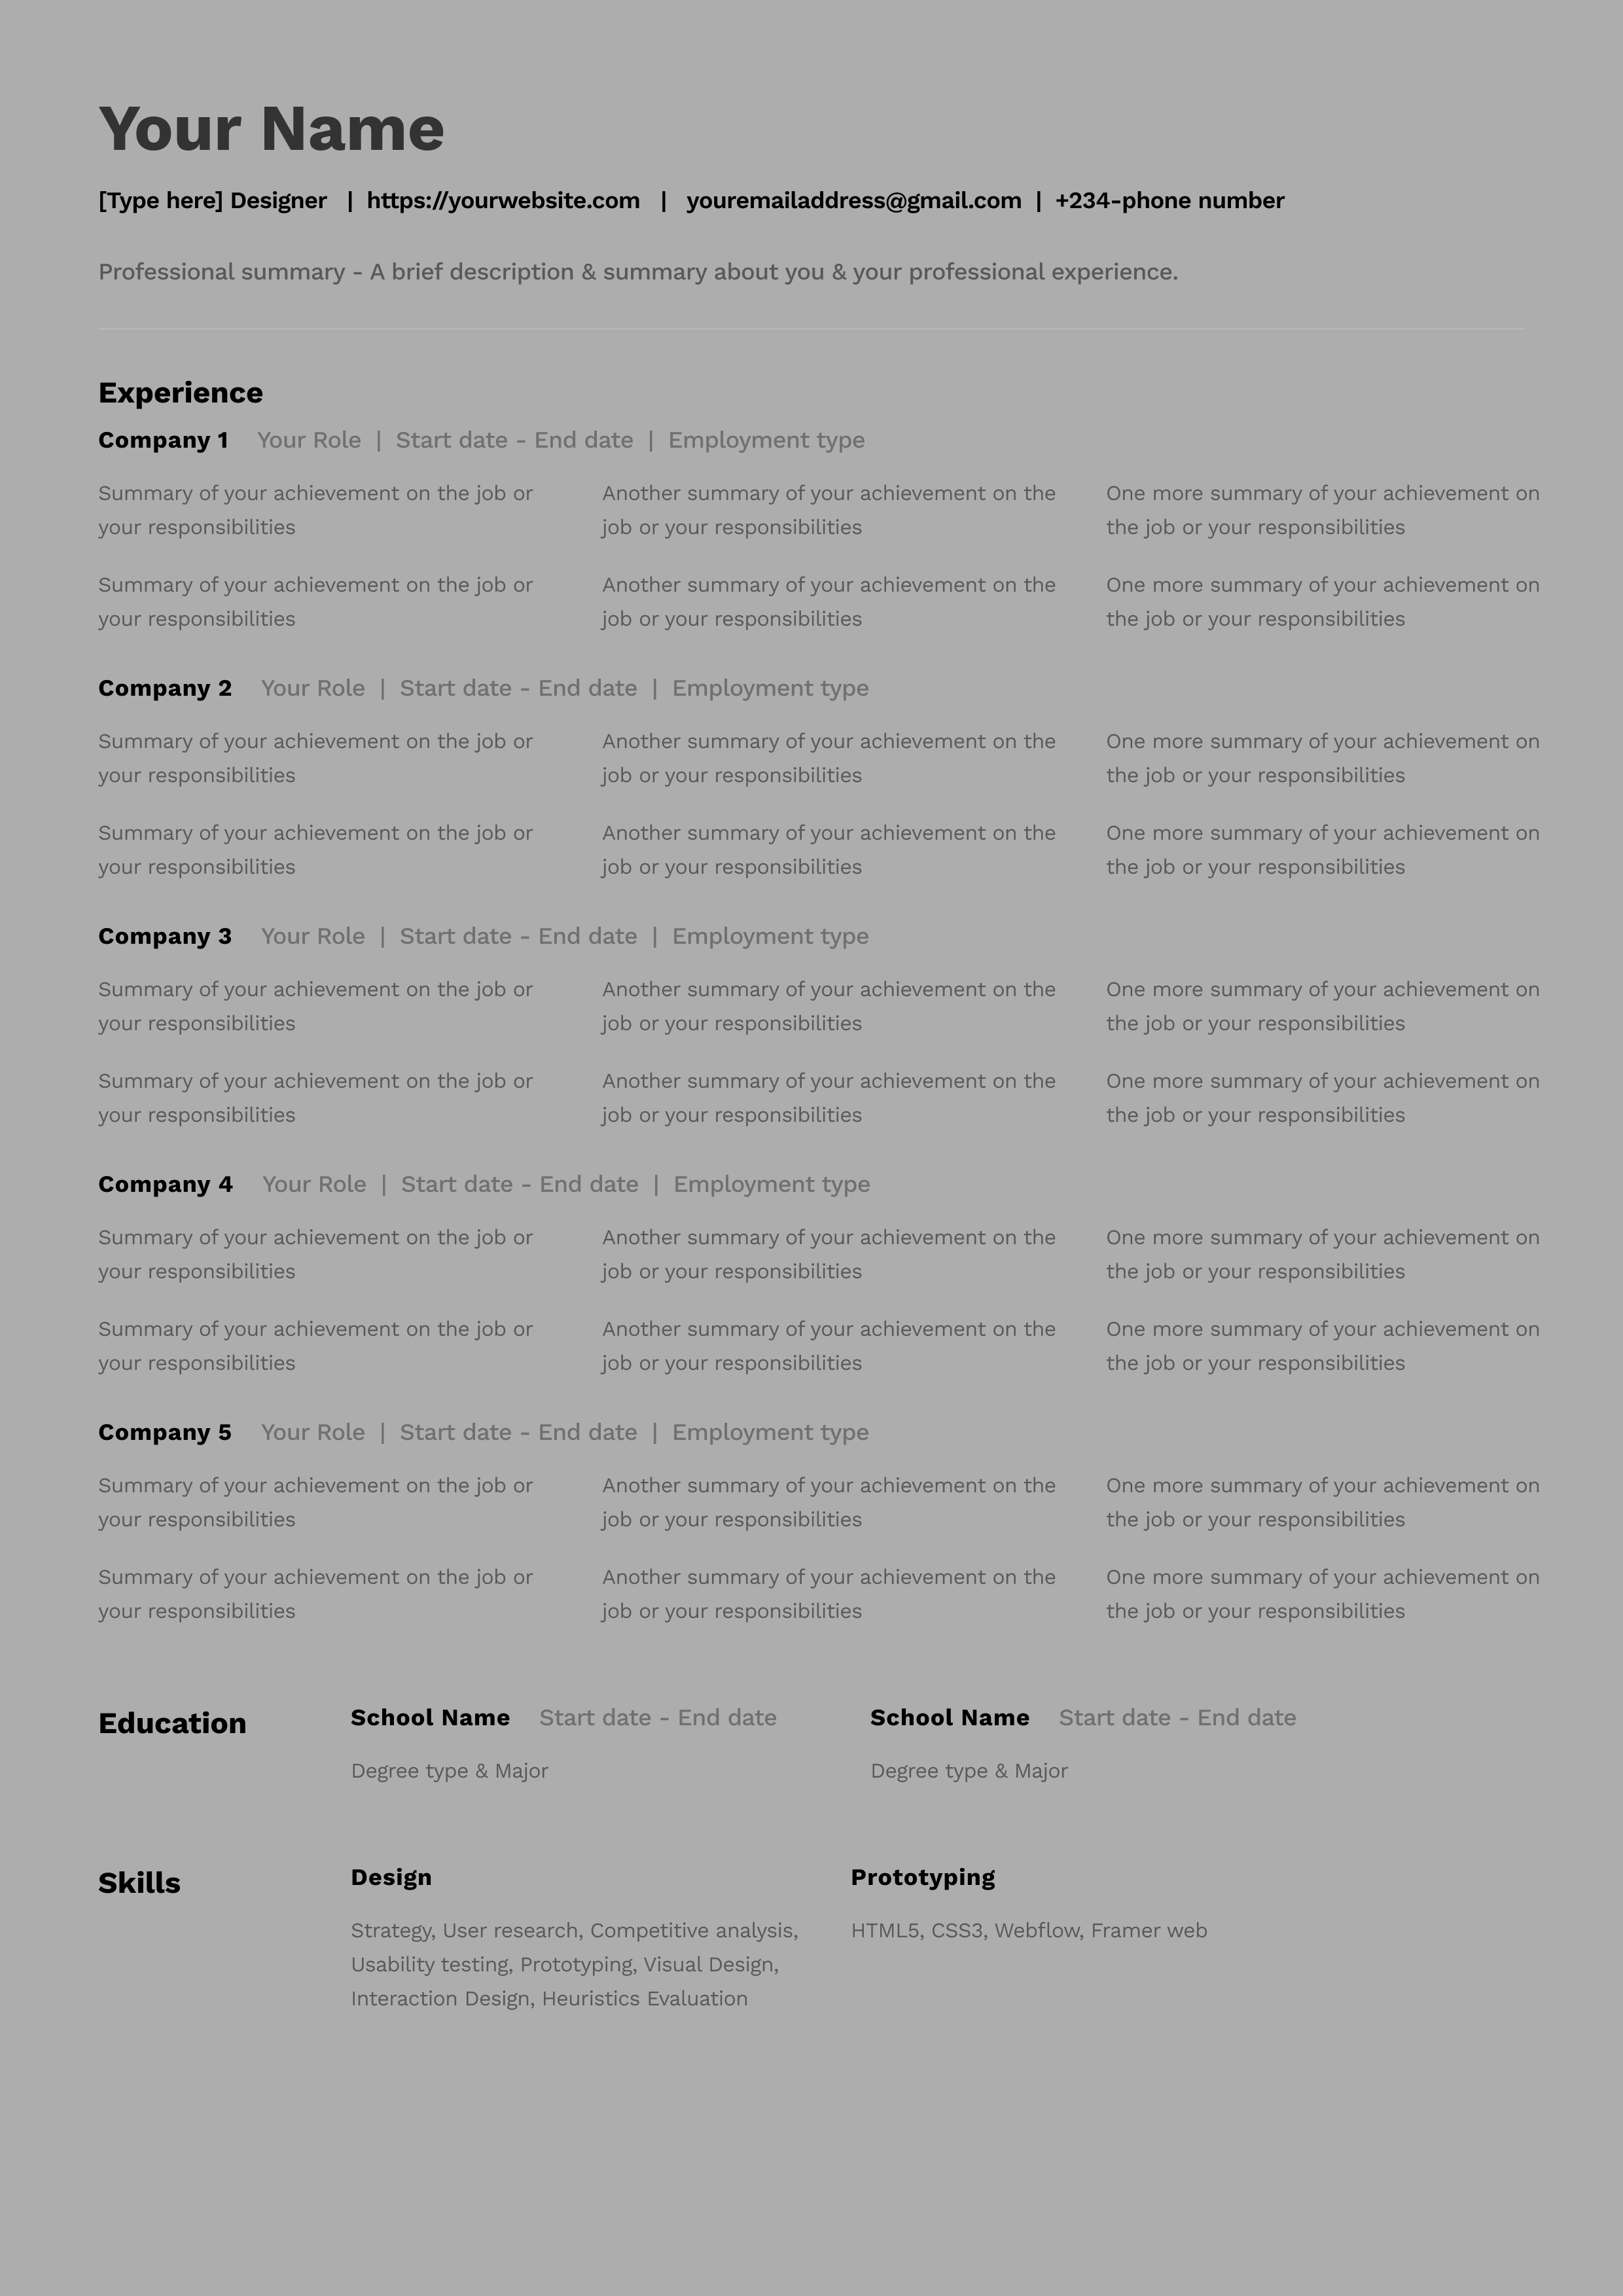 Your Name
[Type here] Designer | https://yourwebsite.com | youremailaddress@gmail.com | +234-phone number
Professional summary - A brief description & summary about you & your professional experience.
Experience
Company 1 Your Role | Start date - End date | Employment type
Summary of your achievement on the job or
your responsibilities
Another summary of your achievement on the
job or your responsibilities
One more summary of your achievement on
the job or your responsibilities
Summary of your achievement on the job or
your responsibilities
Another summary of your achievement on the
job or your responsibilities
One more summary of your achievement on
the job or your responsibilities
Company 2 Your Role | Start date - End date | Employment type
Summary of your achievement on the job or
your responsibilities
Another summary of your achievement on the
job or your responsibilities
One more summary of your achievement on
the job or your responsibilities
Summary of your achievement on the job or
your responsibilities
Another summary of your achievement on the
job or your responsibilities
One more summary of your achievement on
the job or your responsibilities
Company 3 Your Role | Start date - End date | Employment type
Summary of your achievement on the job or
your responsibilities
Another summary of your achievement on the
job or your responsibilities
One more summary of your achievement on
the job or your responsibilities
Summary of your achievement on the job or
your responsibilities
Another summary of your achievement on the
job or your responsibilities
One more summary of your achievement on
the job or your responsibilities
Company 4 Your Role | Start date - End date | Employment type
Summary of your achievement on the job or
your responsibilities
Another summary of your achievement on the
job or your responsibilities
One more summary of your achievement on
the job or your responsibilities
Summary of your achievement on the job or
your responsibilities
Another summary of your achievement on the
job or your responsibilities
One more summary of your achievement on
the job or your responsibilities
Company 5 Your Role | Start date - End date | Employment type
Summary of your achievement on the job or
your responsibilities
Another summary of your achievement on the
job or your responsibilities
One more summary of your achievement on
the job or your responsibilities
Summary of your achievement on the job or
your responsibilities
Another summary of your achievement on the
job or your responsibilities
One more summary of your achievement on
the job or your responsibilities
Education
School Name Start date - End date
Degree type & Major
School Name Start date - End date
Degree type & Major
Skills
Design
Strategy, User research, Competitive analysis,
Usability testing, Prototyping, Visual Design,
Interaction Design, Heuristics Evaluation
Prototyping
HTML5, CSS3, Webflow, Framer web